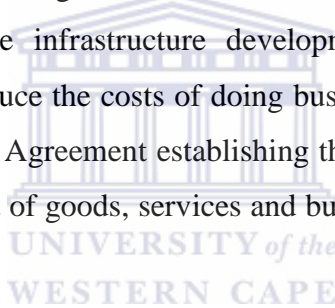 e infrastructure developm
uce the costs of doing bus
Agreement establishing th
of goods, services and bu
UNIVERSITY of the
WESTERN CAPE